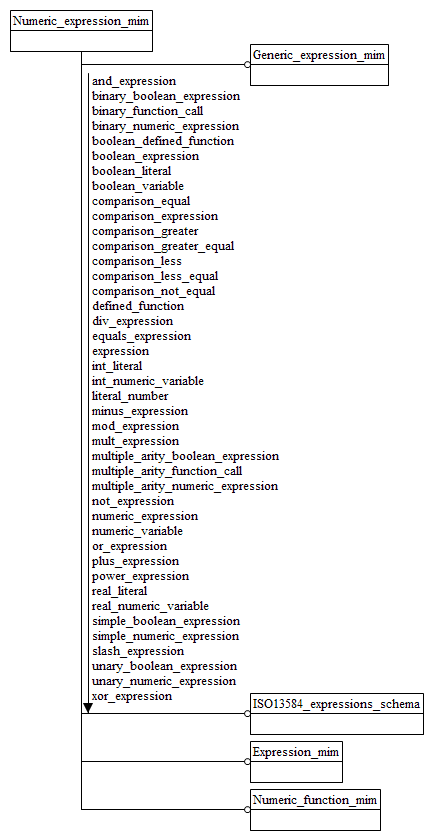 Numeric_expression_mim
Generic_expression_mim
and_expression
binary_boolean_expression
binary_function_call
binary_numeric_expression
boolean_defined_function
boolean_expression
boolean_literal
boolean_variable
comparison_equal
comparison_expression
comparison_greater
comparison_greater_equal
comparison_less
comparison_less_equal
comparison_not_equal
defined_function
div_expression
equals_expression
expression
int_literal
int_numeric_variable
literal_number
minus_expression
mod_expression
mult_expression
multiple_arity_boolean_expression
multiple_arity_function_call
multiple_arity_numeric_expression
not_expression
numeric_expression
numeric_variable
or_expression
plus_expression
power_expression
real_literal
real_numeric_variable
simple_boolean_expression
simple_numeric_expression
slash_expression
unary_boolean_expression
unary_numeric_expression
xor_expression
ISO13584_expressions_schema
Expression_mim
Numeric_function_mim